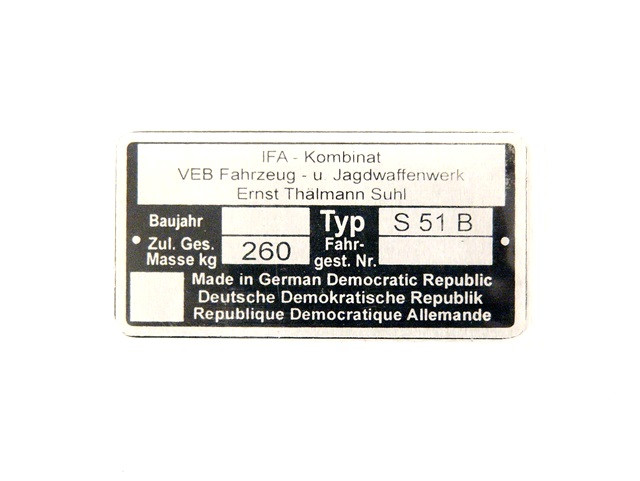 IFA - Kombinat
VEB Fahrzeug - u. Jagdwaffenwerk
Ernst Thälmann Suhl
Baujahr Typ S 51 B
Zul. Ges. Masse kg 260 Fahr-gest. Nr.
Made in German Democratic Republic
Deutsche Demokratische Republik
Republique Democratique Allemande